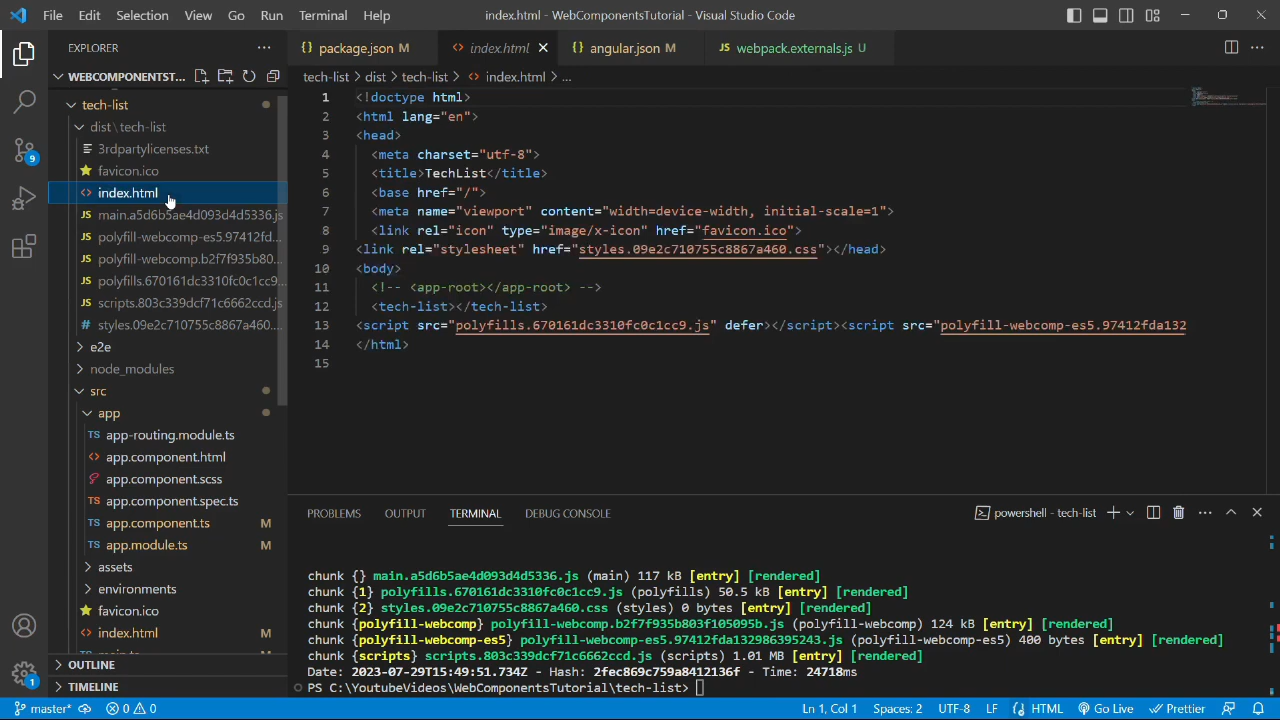 File Edit Selection View Go Run Terminal Help
index.html - WebComponentsTutorial - Visual Studio Code
EXPLORER
WEBCOMPONENTST...
tech-list
dist \ tech-list
3rdpartylicenses.txt
favicon.ico
index.html
main.a5d6b5ae4d093d4d5336.js
polyfill-webcomp-es5.97412fd...
polyfill-webcomp.b2f7f935b80...
polyfills.670161dc3310fc0c1cc9...
scripts.803c339dcf71c6662ccd.js
styles.09e2c710755c8867a460....
e2e
node_modules
src
app
app-routing.module.ts
app.component.html
app.component.scss
app.component.spec.ts
app.component.ts M
app.module.ts M
assets
environments
favicon.ico
index.html M
OUTLINE
TIMELINE
9
1
package.json M
index.html
angular.json M
JS webpack.externals.js U
tech-list > dist > tech-list > index.html > ...
1 <!doctype html>
2 <html lang="en">
3 <head>
4 <meta charset="utf-8">
5 <title>TechList</title>
6 <base href="/">
7 <meta name="viewport" content="width=device-width, initial-scale=1">
8 <link rel="icon" type="image/x-icon" href="favicon.ico">
9 <link rel="stylesheet" href="styles.09e2c710755c8867a460.css"></head>
10 <body>
11 <!-- <app-root></app-root> -->
12 <tech-list></tech-list>
13 <script src="polyfills.670161dc3310fc0c1cc9.js" defer></script><script src="polyfill-webcomp-es5.97412fda132
14 </html>
15
PROBLEMS OUTPUT TERMINAL DEBUG CONSOLE
powershell - tech-list
chunk {} main.a5d6b5ae4d093d4d5336.js (main) 117 kB [entry] [rendered]
chunk {1} polyfills.670161dc3310fc0c1cc9.js (polyfills) 50.5 kB [entry] [rendered]
chunk {2} styles.09e2c710755c8867a460.css (styles) 0 bytes [entry] [rendered]
chunk {polyfill-webcomp} polyfill-webcomp.b2f7f935b803f105095b.js (polyfill-webcomp) 124 kB [entry] [rendered]
chunk {polyfill-webcomp-es5} polyfill-webcomp-es5.97412fda132986395243.js (polyfill-webcomp-es5) 400 bytes [entry] [rendered]
chunk {scripts} scripts.803c339dcf71c6662ccd.js (scripts) 1.01 MB [entry] [rendered]
Date: 2023-07-29T15:49:51.734Z - Hash: 2fec869c759a8412136f - Time: 24718ms
PS C:\YoutubeVideos\WebComponentsTutorial\tech-list>
master* 0 0
Ln 1, Col 1 Spaces: 2 UTF-8 LF HTML Go Live Prettier